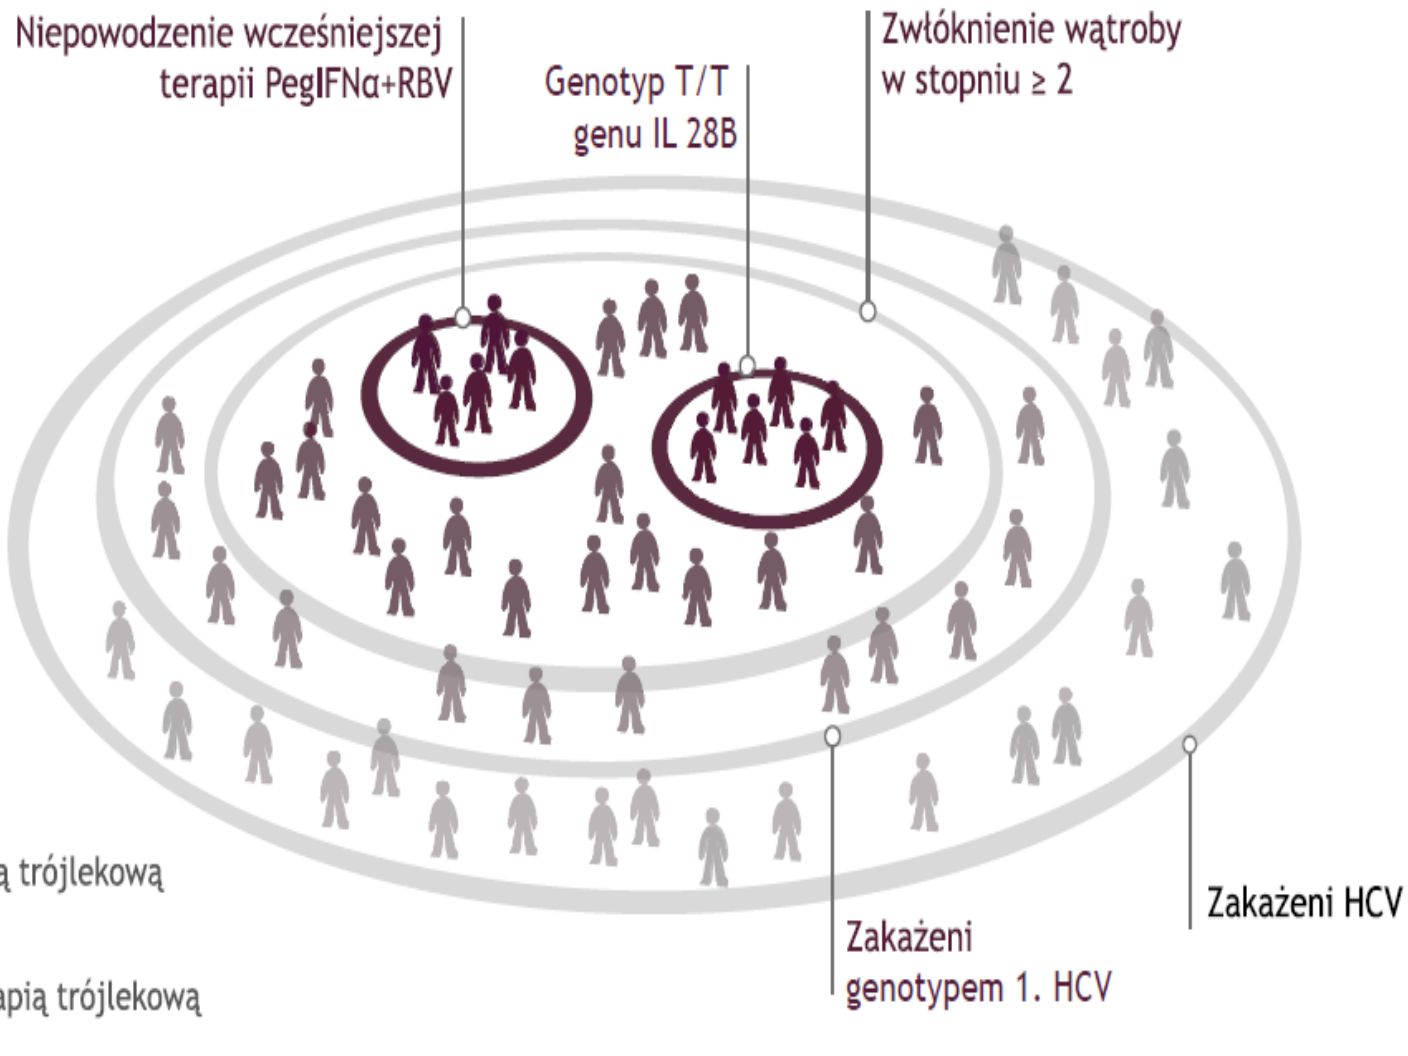 Niepowodzenie wcześniejszej
terapii PegIFNα+RBV
Genotyp T/T
genu IL 28B
Zwłóknienie wątroby
w stopniu ≥ 2
trójlekową
trójlekową
Zakażeni
genotypem 1. HCV
Zakażeni HCV